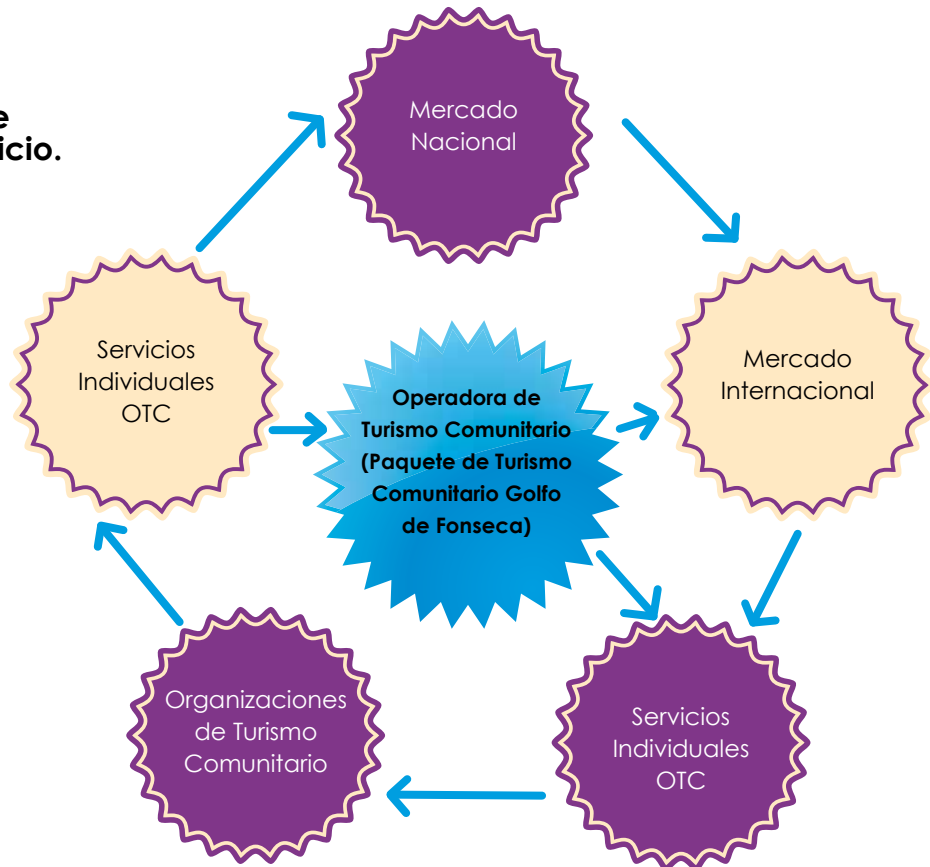 e
icio.
Mercado
Nacional
Servicios
Individuales
OTC
Mercado
Internacional
Operadora de
Turismo Comunitario
(Paquete de Turismo
Comunitario Golfo
de Fonseca)
Organizaciones
de Turismo
Comunitario
Servicios
Individuales
OTC